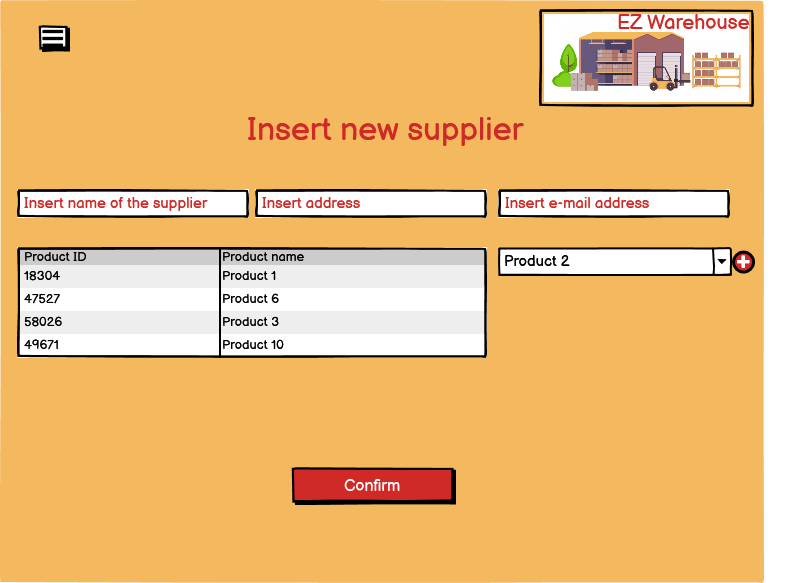 EZ Warehouse
Insert new supplier
Insert name of the supplier
Insert address
Insert e-mail address
Product ID Product name
18304 Product 1
47527 Product 6
58026 Product 3
49671 Product 10
Product 2
Confirm